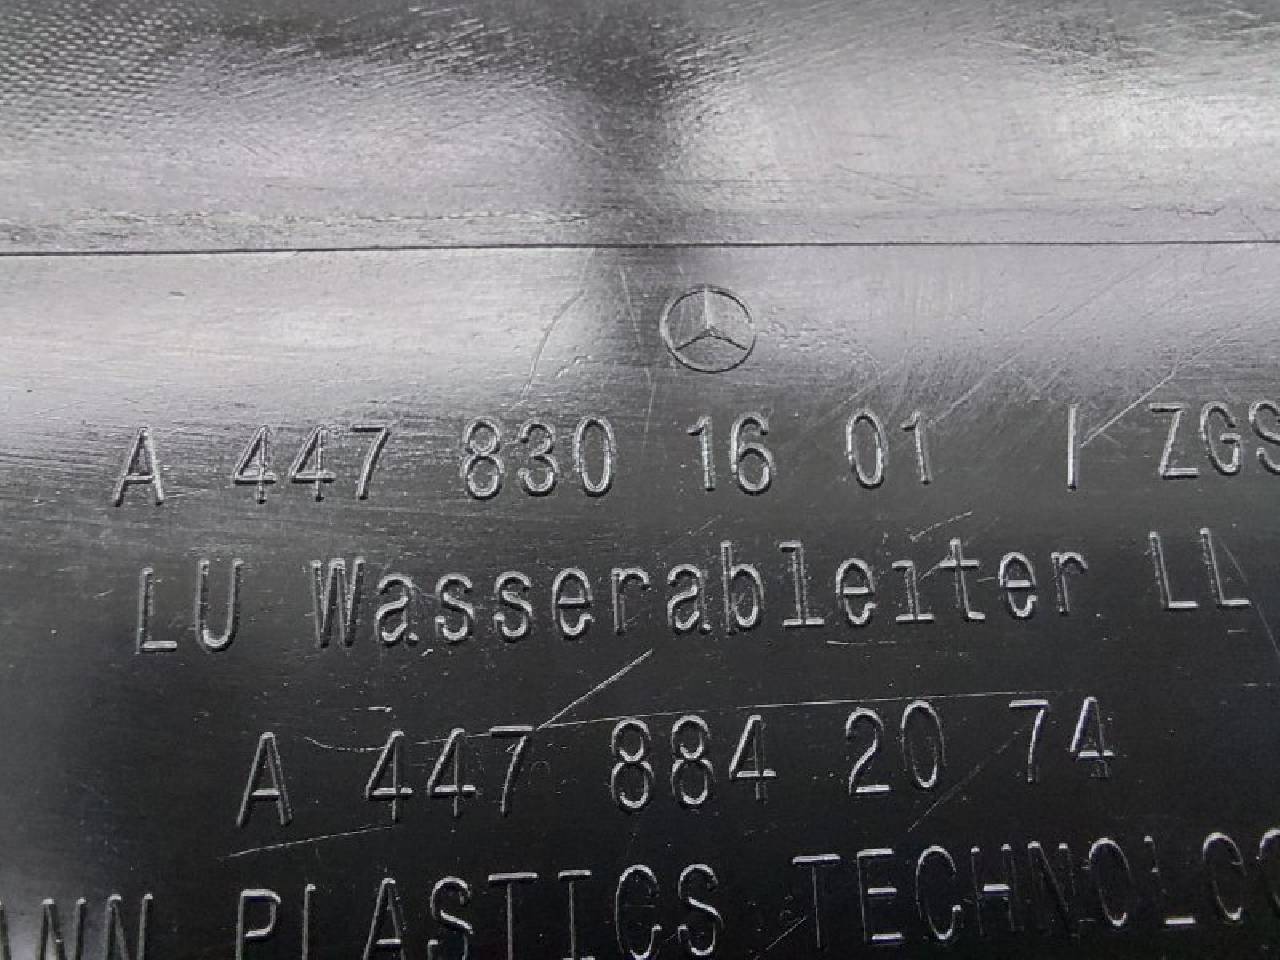 A 447 830 16 01 | ZGS
LU Wasserableiter LL
A 447 884 20 74
PLASTICS